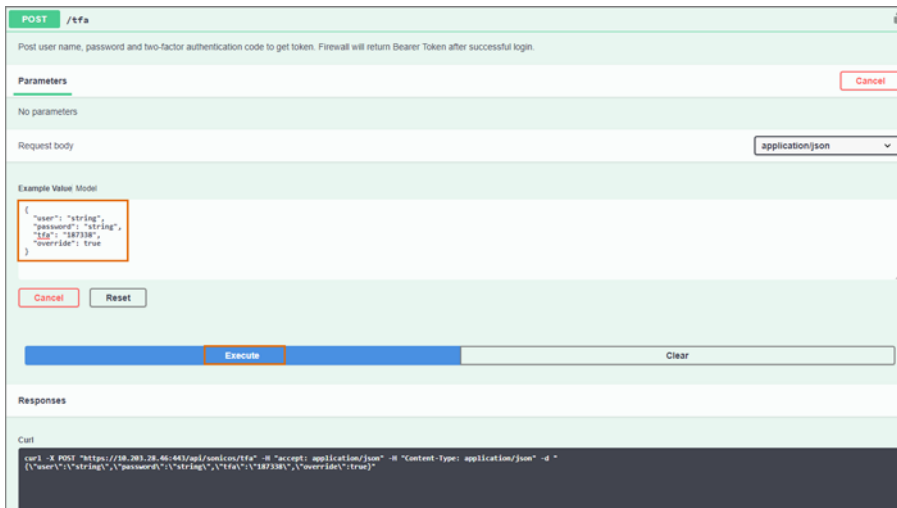 POST /tfa
Post user name, password and two-factor authentication code to get token. Firewall will return Bearer Token after successful login.
Parameters
Cancel
No parameters
Request body
application/json
Example Value Model
{
"user": "string",
"password": "string",
"tfa": "187338",
"override": true
}
Cancel Reset
Execute Clear
Responses
Curl
curl -X POST "https://10.203.28.46:443/api/sonicos/tfa" -H "accept: application/json" -H "Content-Type: application/json" -d "
{\"user\":\"string\",\"password\":\"string\",\"tfa\":\"187338\",\"override\":true}"